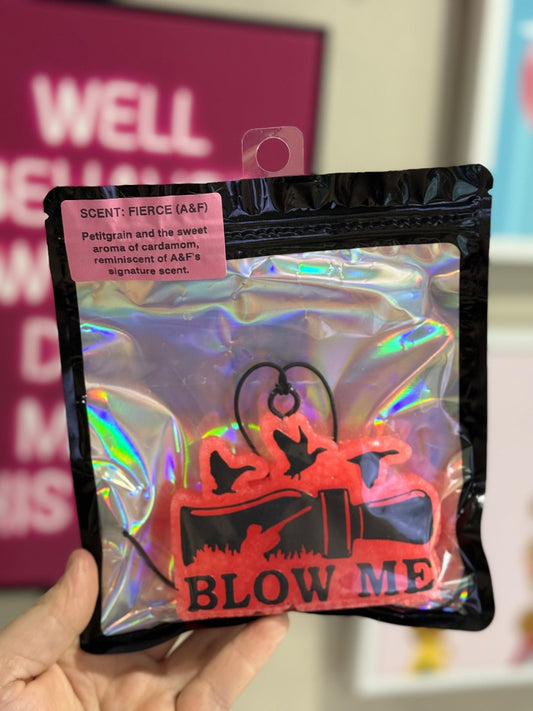 WELL
SCENT: FIERCE (A&F)
Petitgrain and the sweet
aroma of cardamom,
reminiscent of A&F's
signature scent.
BLOW ME